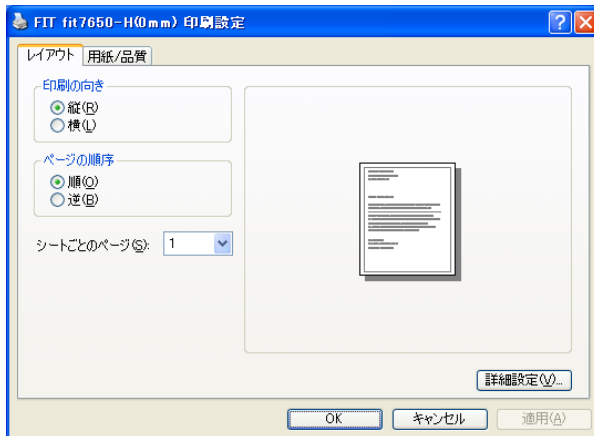 FIT fit7650-H(0mm) 印刷設定
レイアウト 用紙/品質
印刷の向き
縦(R)
横(L)
ページの順序
順(O)
逆(B)
シートごとのページ(S): 1
詳細設定(V)...
OK キャンセル 適用(A)